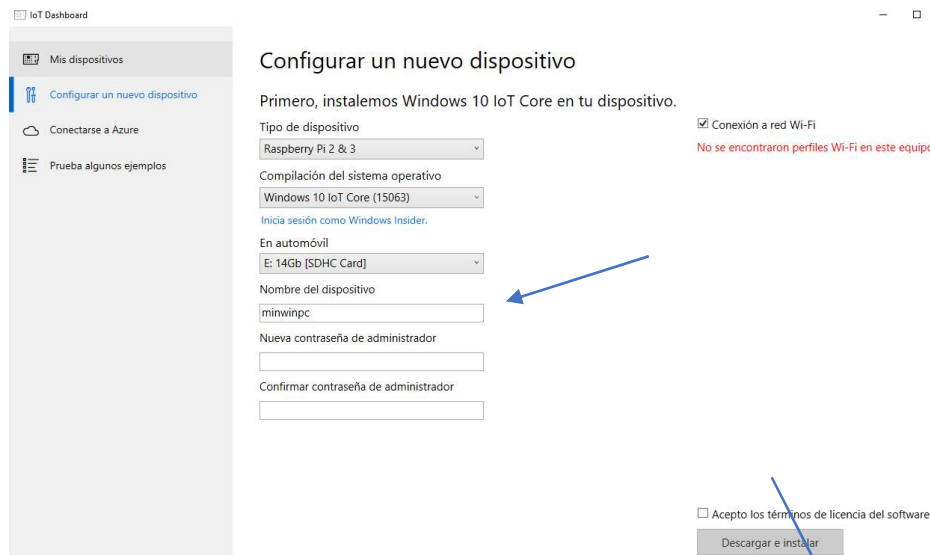 IoT Dashboard
Mis dispositivos
Configurar un nuevo dispositivo
Conectarse a Azure
Prueba algunos ejemplos
Configurar un nuevo dispositivo
Primero, instalemos Windows 10 IoT Core en tu dispositivo.
Tipo de dispositivo
Raspberry Pi 2 & 3
Compilación del sistema operativo
Windows 10 IoT Core (15063)
Inicia sesión como Windows Insider.
En automóvil
E: 14Gb [SDHC Card]
Nombre del dispositivo
minwinpc
Nueva contraseña de administrador
Confirmar contraseña de administrador
Conexión a red Wi-Fi
No se encontraron perfiles Wi-Fi en este equipo
Acepto los términos de licencia del software
Descargar e instalar